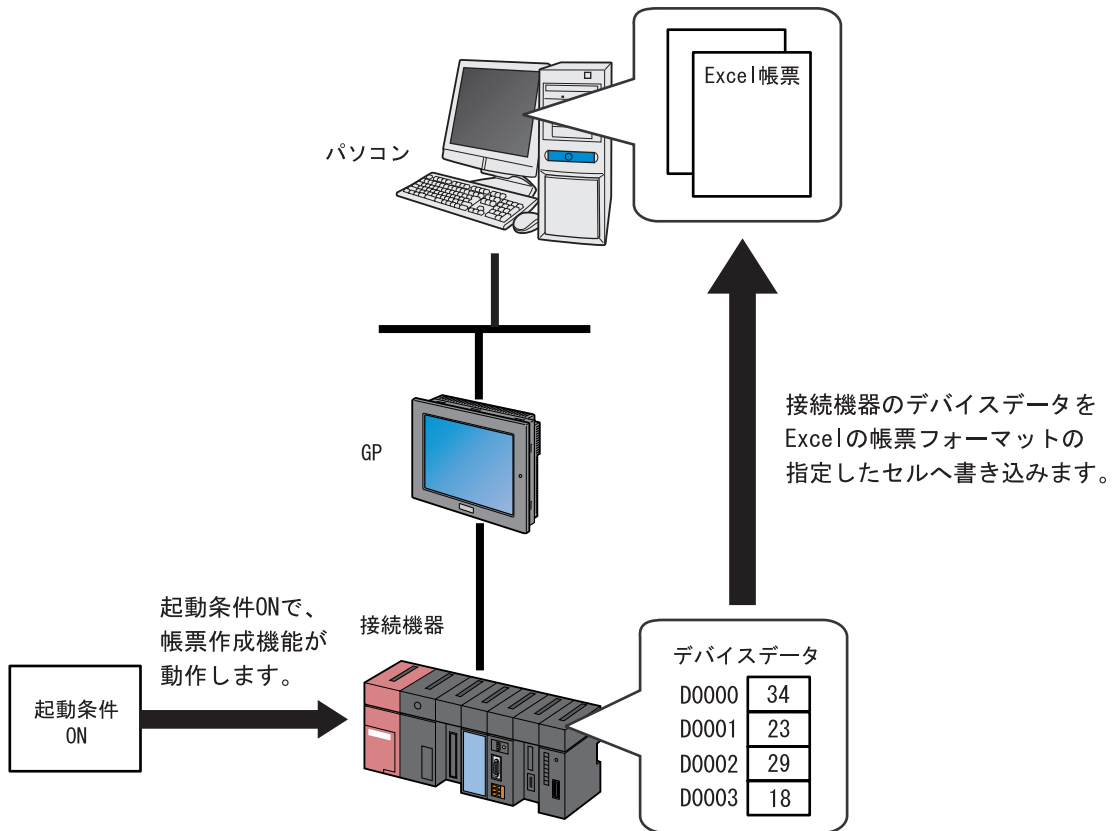 Excel帳票
パソコン
GP
接続機器のデバイスデータを
Excelの帳票フォーマットの
指定したセルへ書き込みます。
起動条件ONで、
帳票作成機能が
動作します。
接続機器
起動条件
ON
デバイスデータ
D0000 34
D0001 23
D0002 29
D0003 18